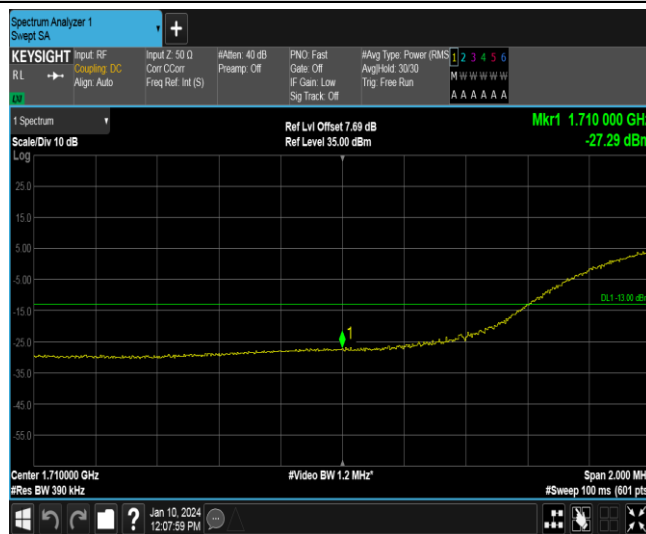 Spectrum Analyzer 1
Swept SA
+
KEYSIGHT
RL
Input: RF
Coupling: DC
Align: Auto
Input Z: 50 Ω
Corr CCorr
Freq Ref: Int (S)
#Atten: 40 dB
Preamp: Off
PNO: Fast
Gate: Off
IF Gain: Low
Sig Track: Off
#Avg Type: Power (RMS
Avg|Hold: 30/30
Trig: Free Run
1 2 3 4 5 6
M W W W W W
A A A A A A
1 Spectrum
Scale/Div 10 dB
Log
Ref Lvl Offset 7.69 dB
Ref Level 35.00 dBm
Mkr1 1.710 000 GHz
-27.29 dBm
25.0
15.0
5.00
-5.00
-15.0
-25.0
-35.0
-45.0
-55.0
1
DL1 -13.00 dBm
Center 1.710000 GHz
#Res BW 390 kHz
#Video BW 1.2 MHz*
Span 2.000 MHz
#Sweep 100 ms (601 pts
?
Jan 10, 2024
12:07:59 PM